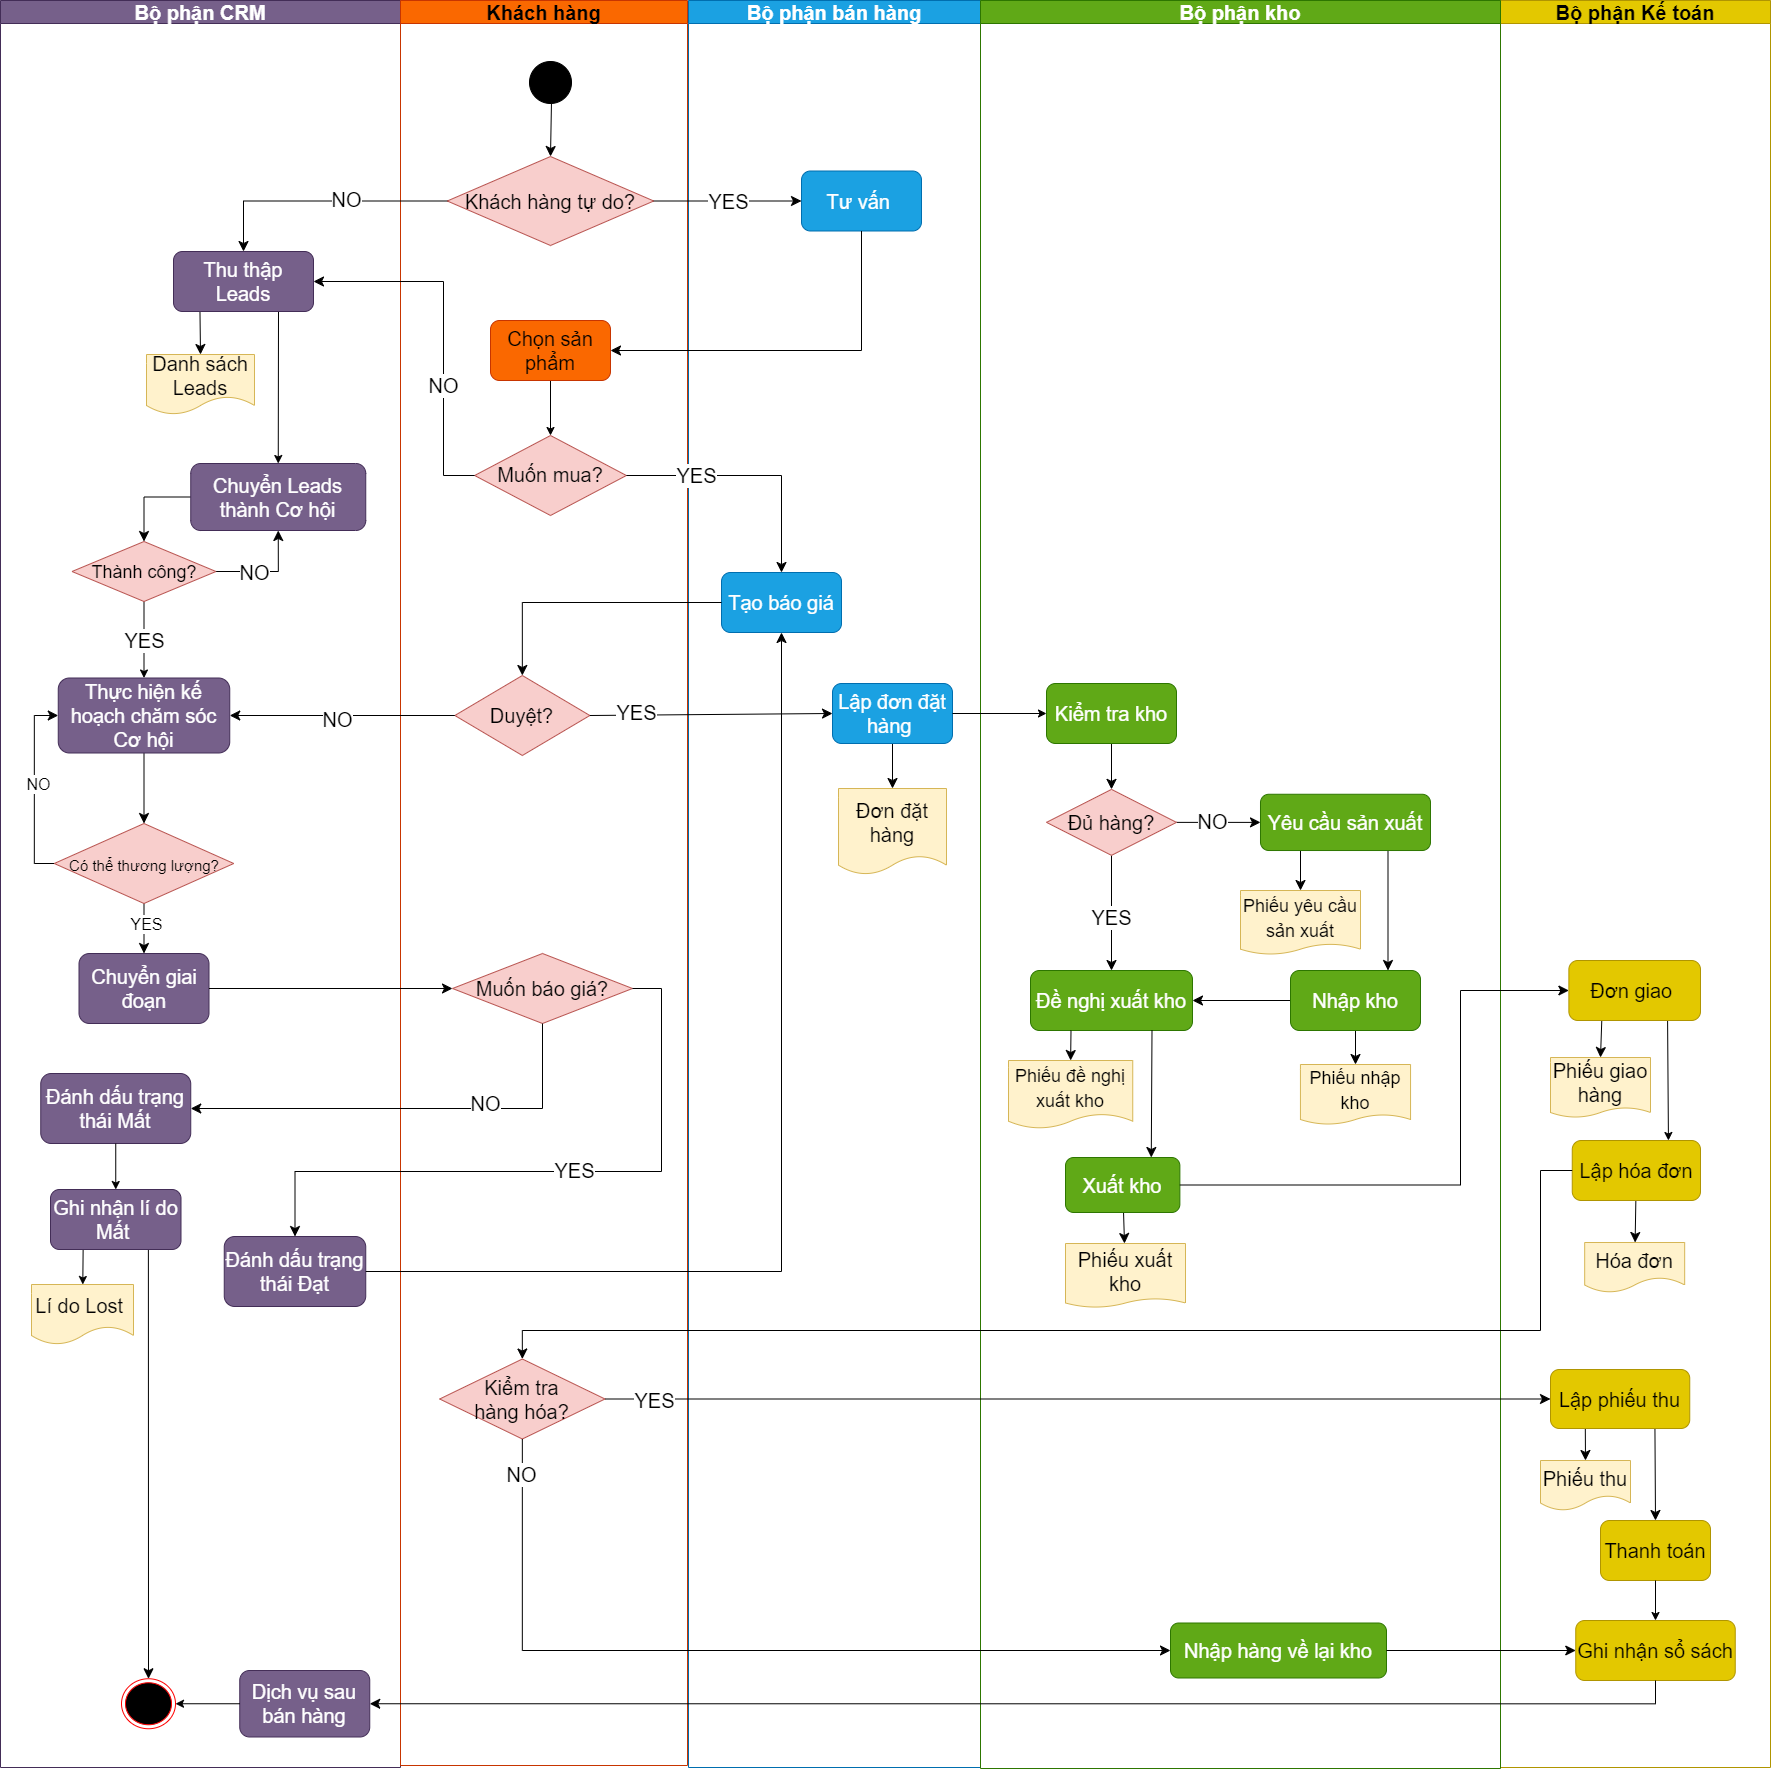 Bộ phận CRM
Khách hàng
Bộ phận bán hàng
Bộ phận kho
Bộ phận Kế toán
Khách hàng tự do?
NO
YES
Tư vấn
Thu thập
Leads
Danh sách
Leads
Chọn sản
phẩm
NO
Muốn mua?
YES
Chuyển Leads
thành Cơ hội
Thành công?
NO
YES
Tạo báo giá
Thực hiện kế
hoạch chăm sóc
Cơ hội
NO
NO
Duyệt?
YES
Lập đơn đặt
hàng
Kiểm tra kho
Đơn đặt
hàng
Đủ hàng?
NO
Yêu cầu sản xuất
Có thể thương lượng?
YES
YES
Phiếu yêu cầu
sản xuất
Chuyển giai
đoạn
Muốn báo giá?
Đề nghị xuất kho
Nhập kho
Đơn giao
Phiếu đề nghị
xuất kho
Phiếu nhập
kho
Phiếu giao
hàng
Đánh dấu trạng
thái Mất
NO
YES
Xuất kho
Lập hóa đơn
Ghi nhận lí do
Mất
Đánh dấu trạng
thái Đạt
Phiếu xuất
kho
Hóa đơn
Lí do Lost
Kiểm tra
hàng hóa?
YES
Lập phiếu thu
NO
Phiếu thu
Thanh toán
Nhập hàng về lại kho
Ghi nhận sổ sách
Dịch vụ sau
bán hàng